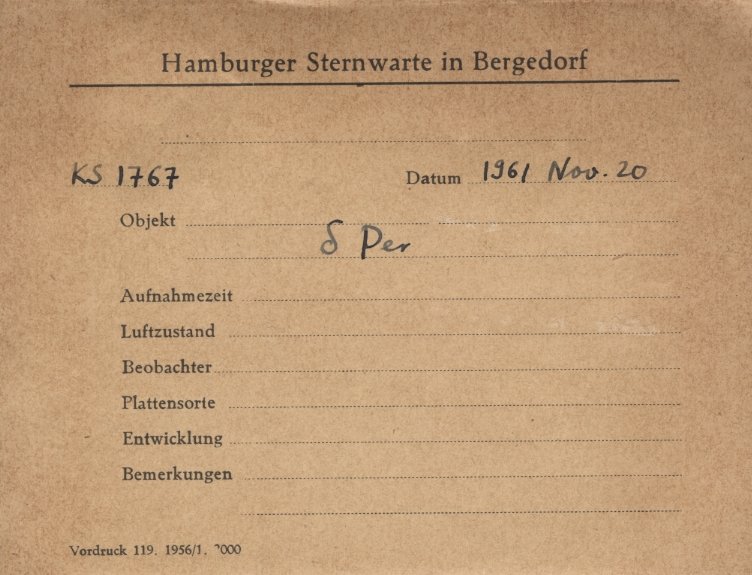 Hamburger Sternwarte in Bergedorf
KS 1767 Datum 1961 Nov. 20
Objekt
δ Per
Aufnahmezeit
Luftzustand
Beobachter
Plattensorte
Entwicklung
Bemerkungen
Vordruck 119. 1956/1.